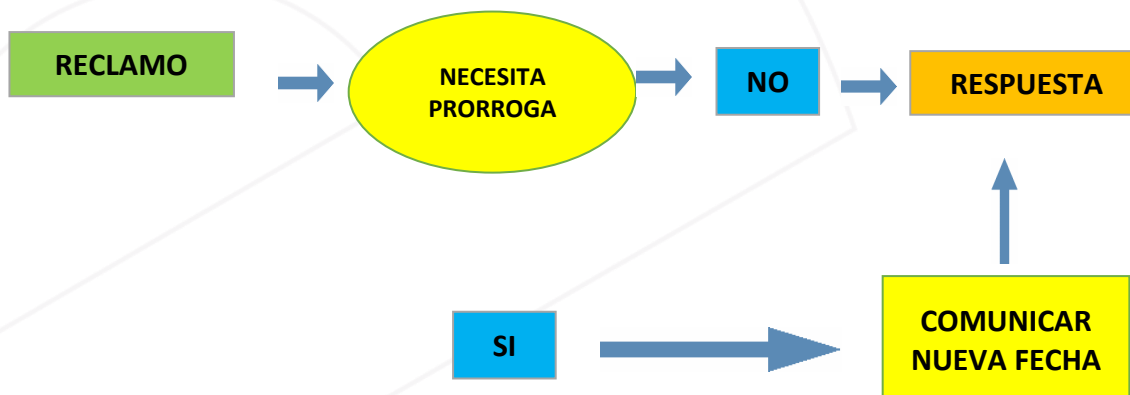 RECLAMO
NECESITA
PRORROGA
NO
RESPUESTA
SI
COMUNICAR
NUEVA FECHA